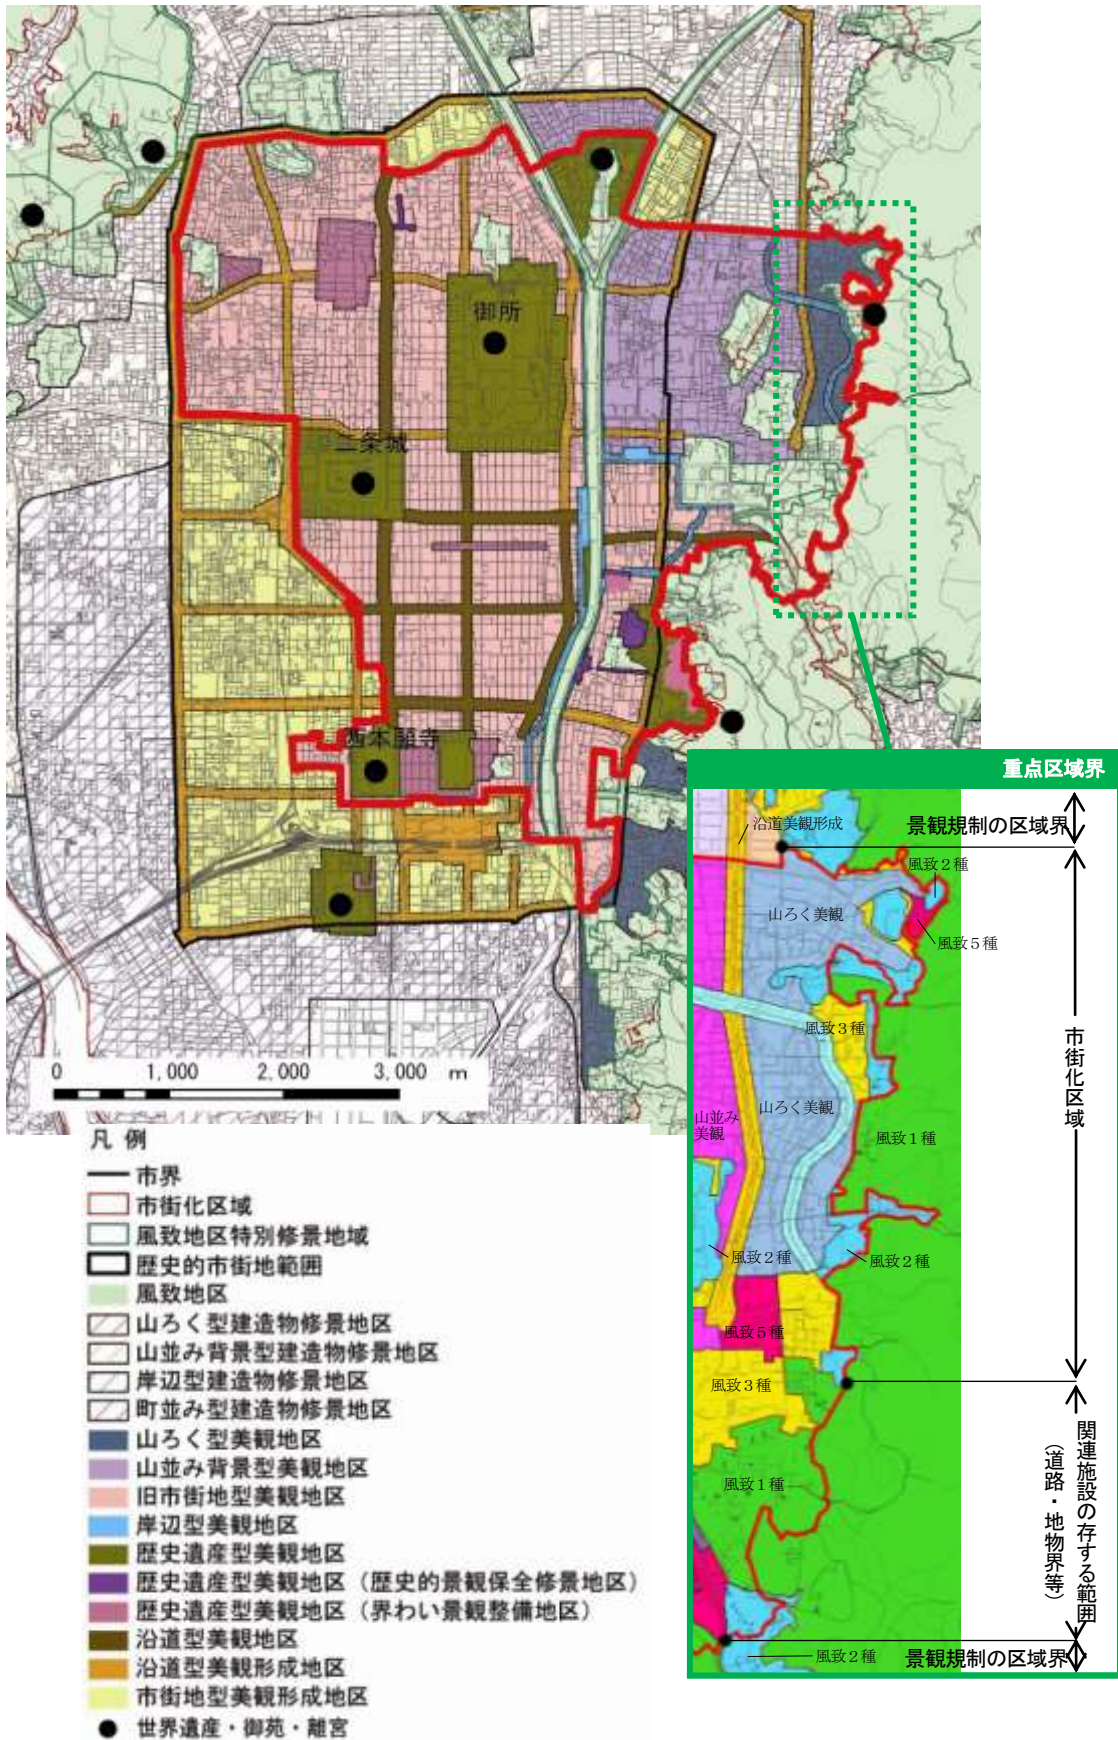 御所
二条城
西本願寺
0 1,000 2,000 3,000 m
凡 例
市界
市街化区域
風致地区特別修景地域
歴史的市街地範囲
風致地区
山ろく型建造物修景地区
山並み背景型建造物修景地区
岸辺型建造物修景地区
町並み型建造物修景地区
山ろく型美観地区
山並み背景型美観地区
旧市街地型美観地区
岸辺型美観地区
歴史遺産型美観地区
歴史遺産型美観地区（歴史的景観保全修景地区）
歴史遺産型美観地区（界わい景観整備地区）
沿道型美観地区
沿道型美観形成地区
市街地型美観形成地区
世界遺産・御苑・離宮
重点区域界
沿道美観形成
景観規制の区域界
風致２種
山ろく美観
風致５種
風致３種
市街化区域
山ろく美観
山並み
美観
風致１種
風致２種
風致２種
風致５種
風致３種
関連施設の存する範囲
（道路・地物界等）
風致１種
風致２種
景観規制の区域界